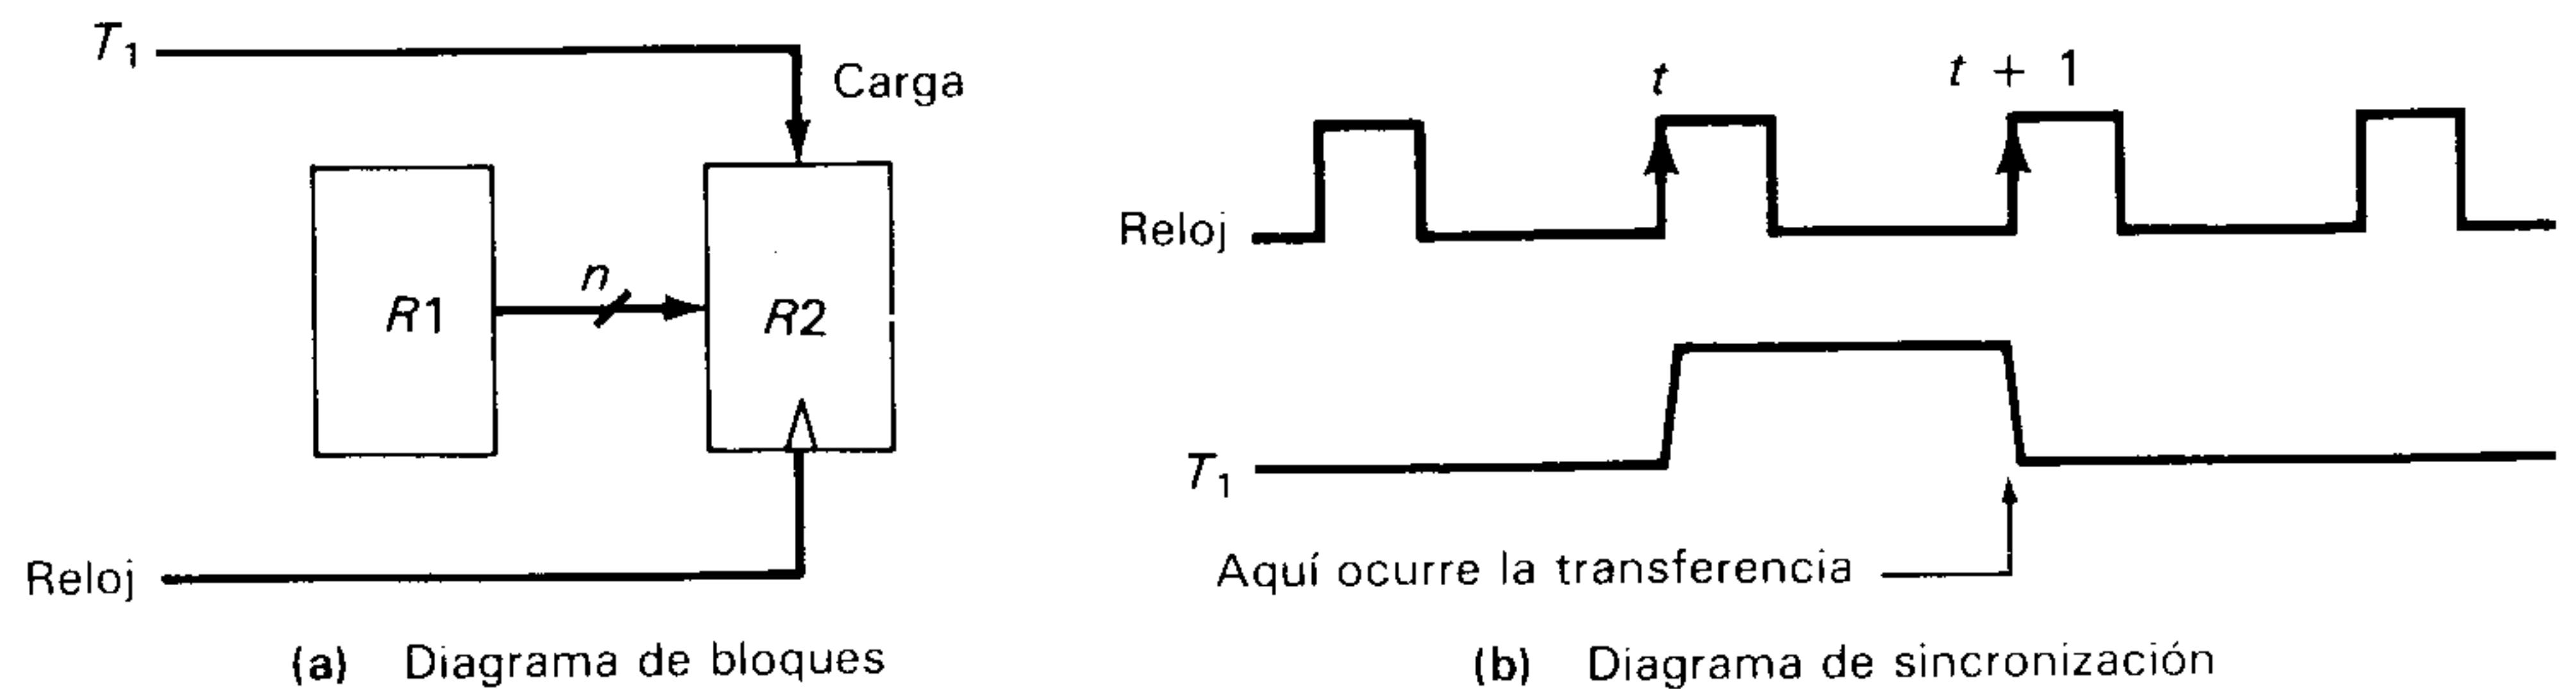 T1
Carga
R1
n
R2
Reloj
(a) Diagrama de bloques
t
t + 1
Reloj
T1
Aquí ocurre la transferencia
(b) Diagrama de sincronización